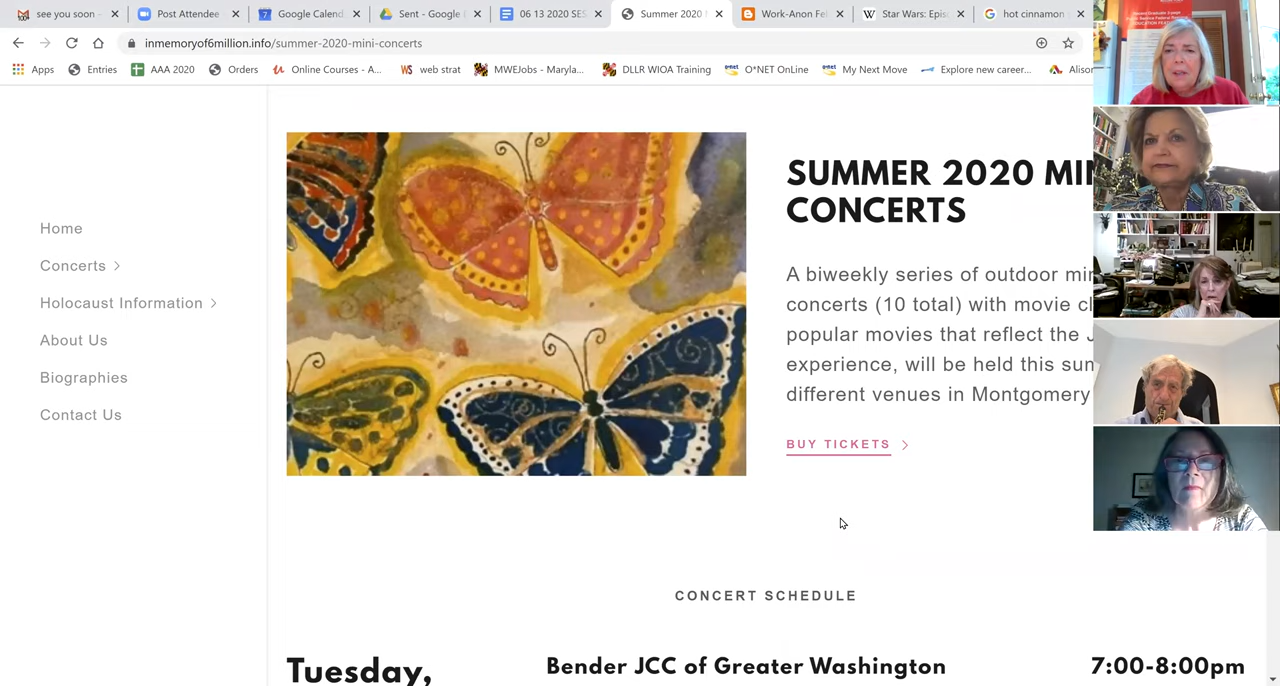 see you soon -
Post Attendee
Google Calend
Sent - Google
06 13 2020 SES
Summer 2020
Work-Anon Fe
Star Wars: Epis
hot cinnamon
inmemoryof6million.info/summer-2020-mini-concerts
Apps
Entries
AAA 2020
Orders
Online Courses - A...
web strat
MWEJobs - Maryla...
DLLR WIOA Training
O*NET OnLine
My Next Move
Explore new career...
Alison
Home
Concerts
Holocaust Information
About Us
Biographies
Contact Us
SUMMER 2020 MI
CONCERTS
A biweekly series of outdoor mi
concerts (10 total) with movie cl
popular movies that reflect the J
experience, will be held this sum
different venues in Montgomery
BUY TICKETS
CONCERT SCHEDULE
Tuesday,
Bender JCC of Greater Washington
7:00-8:00pm